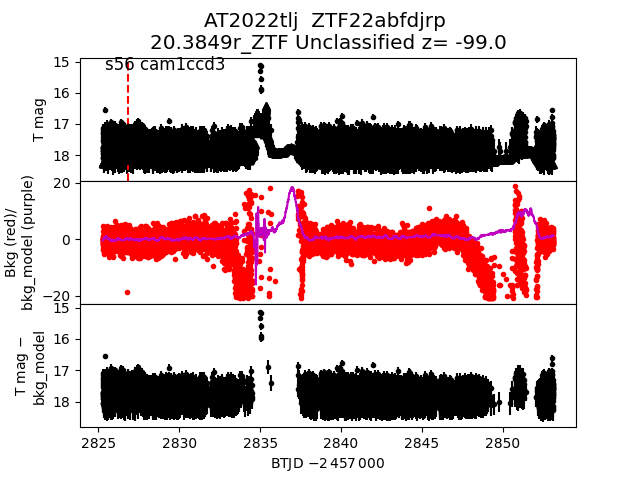 AT2022tlj  ZTF22abfdjrp
20.3849r_ZTF Unclassified z= -99.0
s56 cam1ccd3
15
16
17
18
T mag
20
0
−20
Bkg (red)/
bkg_model (purple)
15
16
17
18
T mag −
bkg_model
2825
2830
2835
2840
2845
2850
BTJD −2 457 000